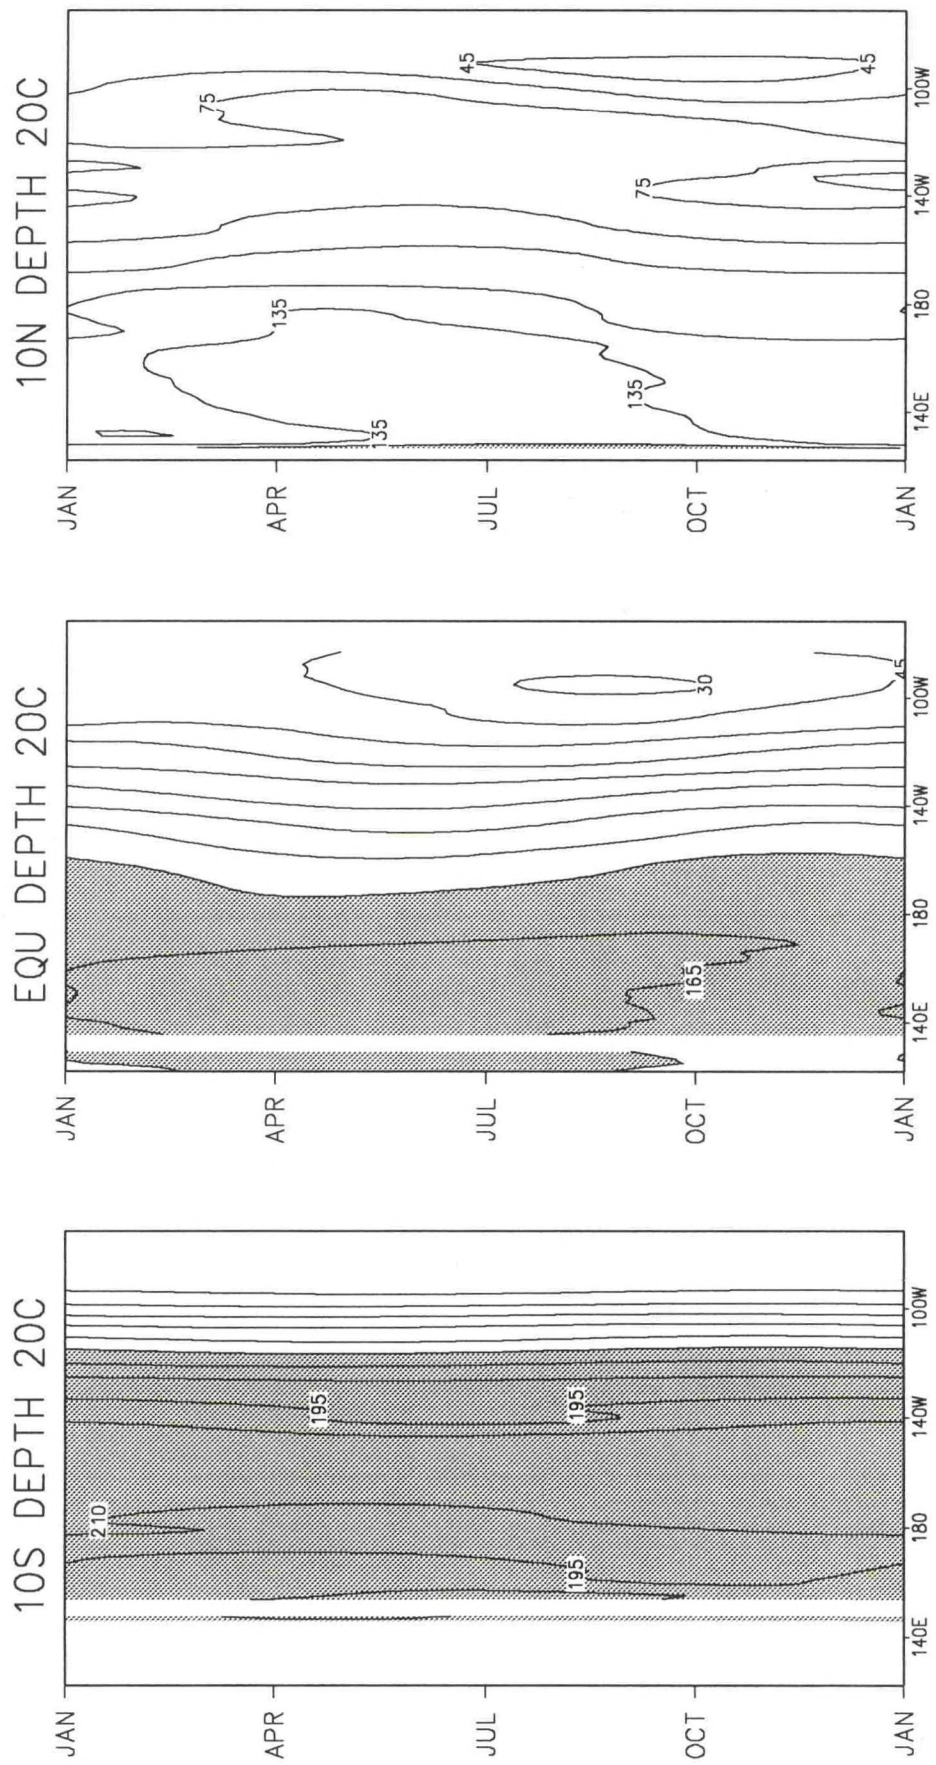 10S DEPTH 20C
JAN
APR
JUL
OCT
JAN
140E
180
140W
100W
210
195
195
195
EQU DEPTH 20C
JAN
APR
JUL
OCT
JAN
140E
180
140W
100W
165
30
45
10N DEPTH 20C
JAN
APR
JUL
OCT
JAN
140E
180
140W
100W
75
45
45
75
135
135
135